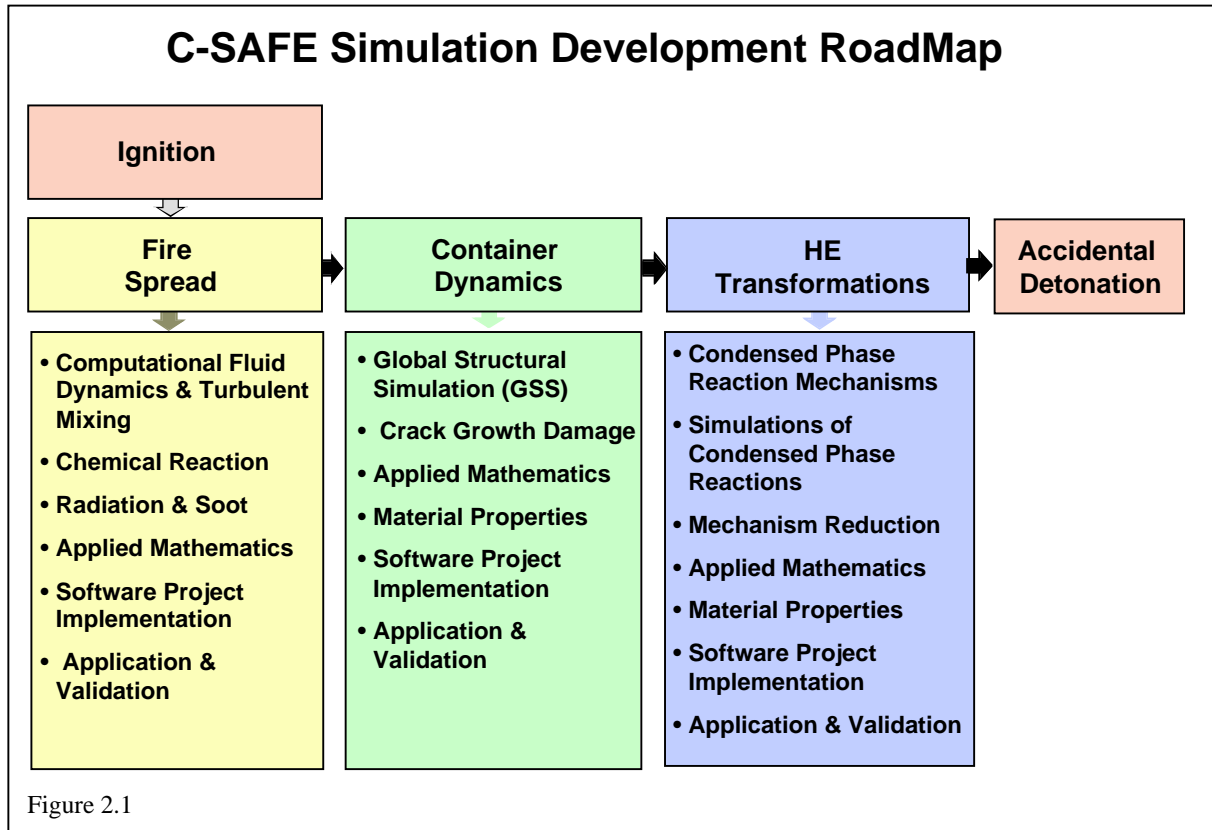 C-SAFE Simulation Development RoadMap
Ignition
Fire
Spread
Container
Dynamics
HE
Transformations
Accidental
Detonation
• Computational Fluid
Dynamics & Turbulent
Mixing
• Chemical Reaction
• Radiation & Soot
• Applied Mathematics
• Software Project
Implementation
• Application &
Validation
• Global Structural
Simulation (GSS)
• Crack Growth Damage
• Applied Mathematics
• Material Properties
• Software Project
Implementation
• Application &
Validation
• Condensed Phase
Reaction Mechanisms
• Simulations of
Condensed Phase
Reactions
• Mechanism Reduction
• Applied Mathematics
• Material Properties
• Software Project
Implementation
• Application & Validation
Figure 2.1